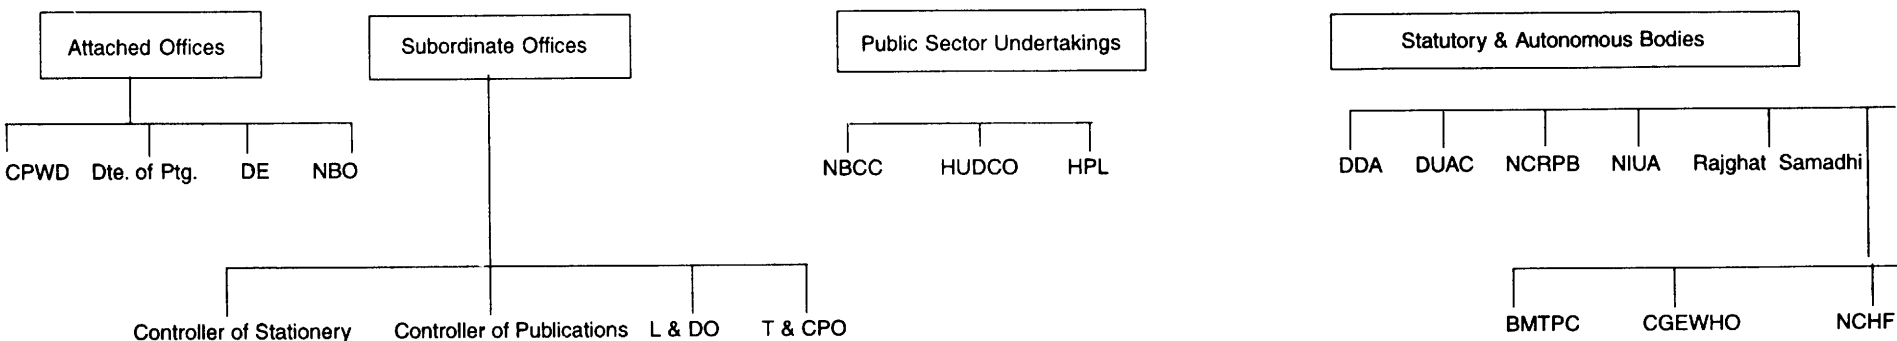 Attached Offices
Subordinate Offices
Public Sector Undertakings
Statutory & Autonomous Bodies
CPWD Dte. of Ptg. DE NBO
NBCC HUDCO HPL
DDA DUAC NCRPB NIUA Rajghat Samadhi
Controller of Stationery Controller of Publications L & DO T & CPO
BMTPC CGEWHO NCHF